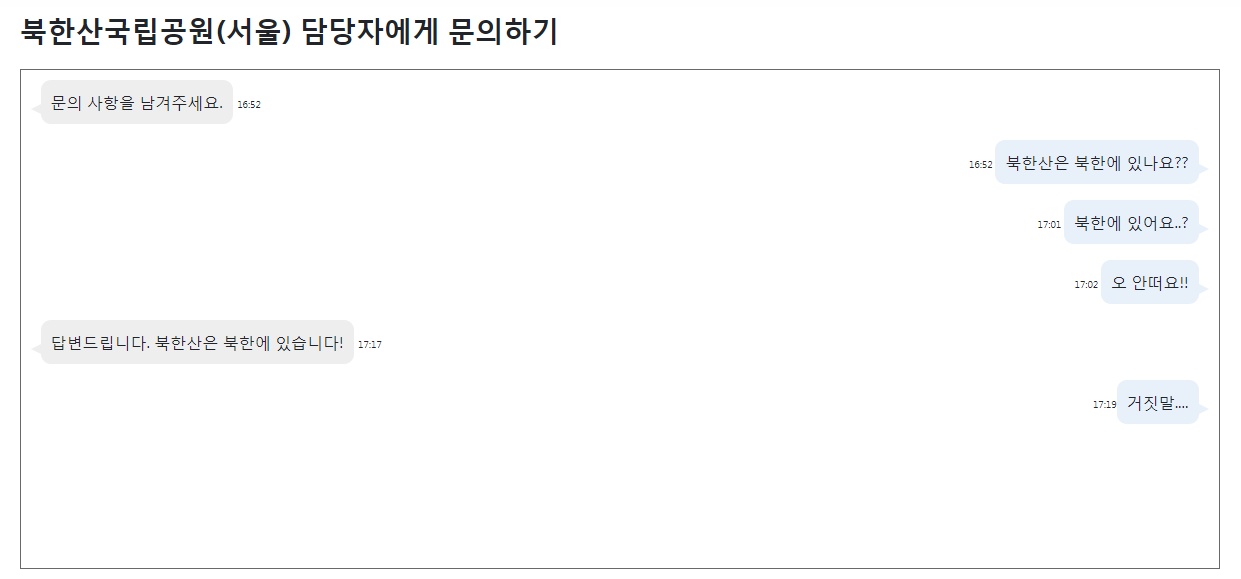 북한산국립공원(서울) 담당자에게 문의하기
문의 사항을 남겨주세요. 16:52
16:52 북한산은 북한에 있나요??
17:01 북한에 있어요..?
17:02 오 안떠요!!
답변드립니다. 북한산은 북한에 있습니다! 17:17
17:19 거짓말....